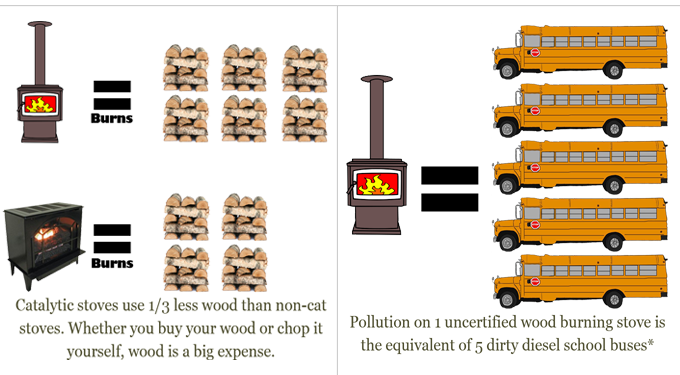 Burns
Burns
Catalytic stoves use 1/3 less wood than non-cat
stoves. Whether you buy your wood or chop it
yourself, wood is a big expense.
Pollution on 1 uncertified wood burning stove is
the equivalent of 5 dirty diesel school buses*